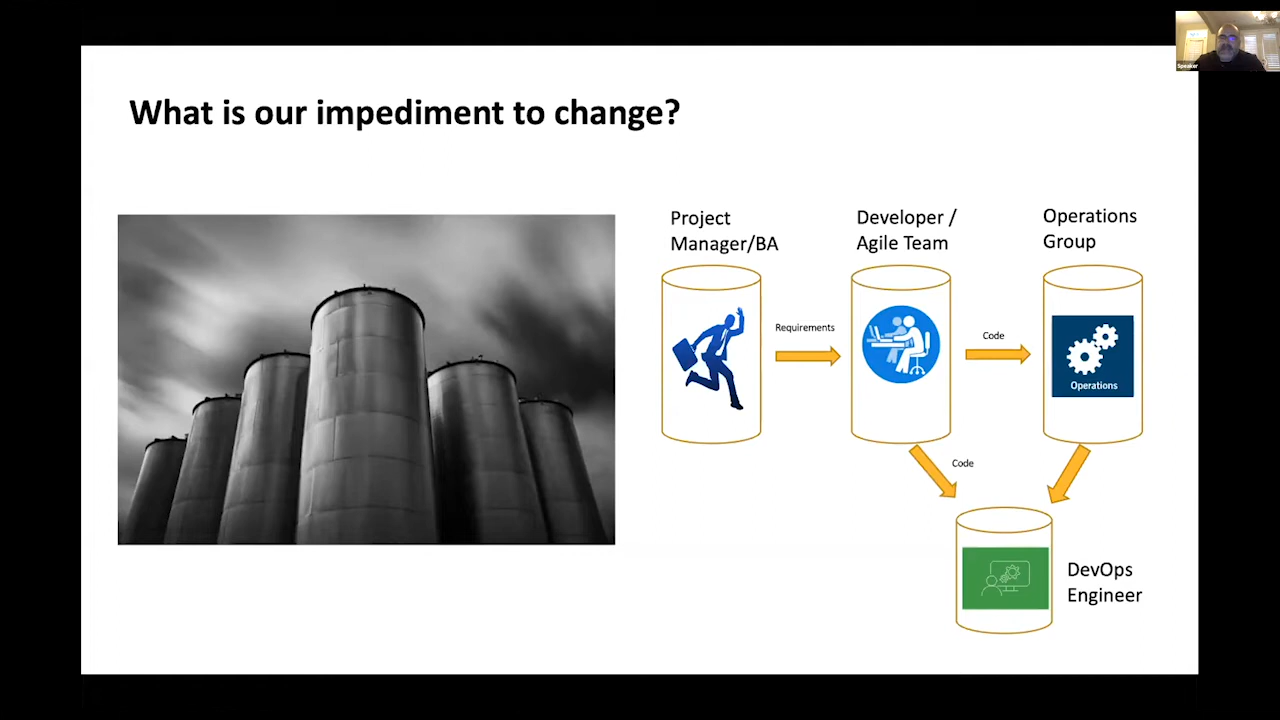 What is our impediment to change?
Project
Manager/BA
Developer /
Agile Team
Operations
Group
Requirements
Code
Operations
Code
DevOps
Engineer
Speaker